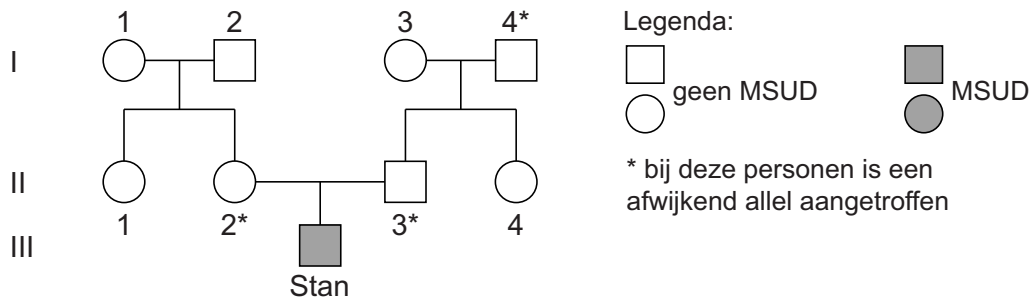 1 2 3 4*
I
II
1 2* 3* 4
III
Stan
Legenda:
geen MSUD MSUD
* bij deze personen is een
afwijkend allel aangetroffen